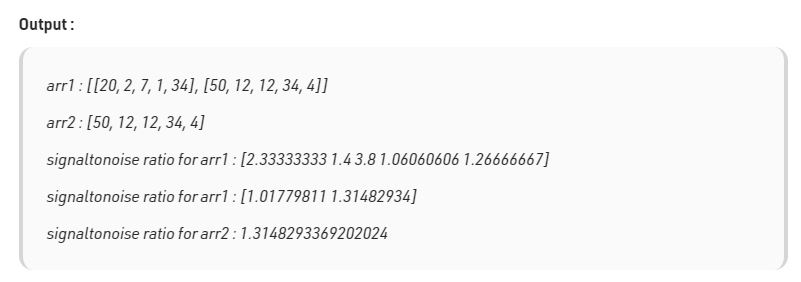 Output :
arr1 : [[20, 2, 7, 1, 34], [50, 12, 12, 34, 4]]
arr2 : [50, 12, 12, 34, 4]
signaltonoise ratio for arr1 : [2.33333333 1.4 3.8 1.06060606 1.26666667]
signaltonoise ratio for arr1 : [1.01779811 1.31482934]
signaltonoise ratio for arr2 : 1.3148293369202024